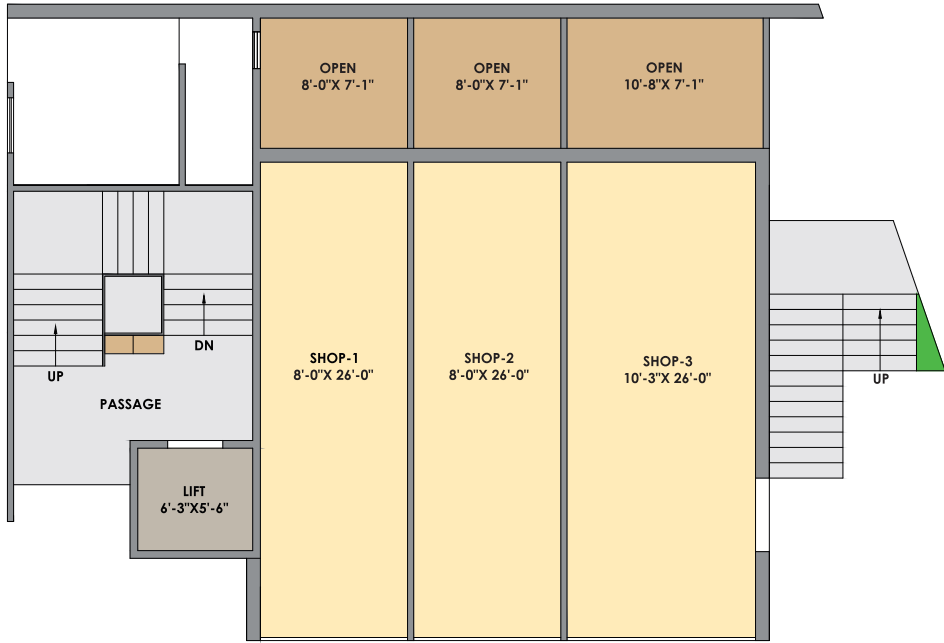 OPEN
8'-0"X 7'-1"
OPEN
8'-0"X 7'-1"
OPEN
10'-8"X 7'-1"
UP
DN
PASSAGE
SHOP-1
8'-0"X 26'-0"
SHOP-2
8'-0"X 26'-0"
SHOP-3
10'-3"X 26'-0"
UP
LIFT
6'-3"X5'-6"